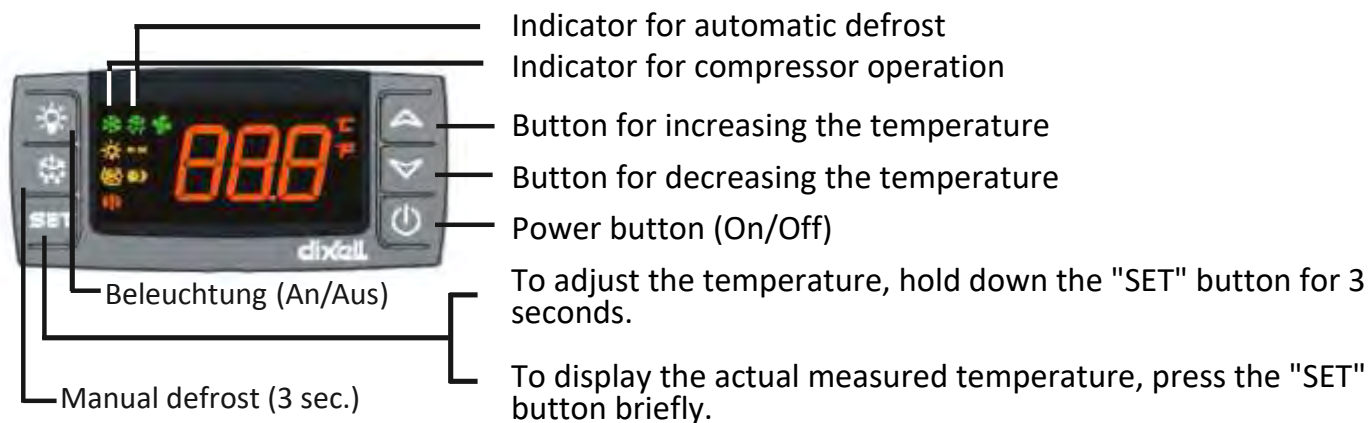 Indicator for automatic defrost
Indicator for compressor operation
Button for increasing the temperature
Button for decreasing the temperature
Power button (On/Off)
To adjust the temperature, hold down the "SET" button for 3
seconds.
To display the actual measured temperature, press the "SET"
button briefly.
88.8
°C
°F
SET
dixell
Beleuchtung (An/Aus)
Manual defrost (3 sec.)